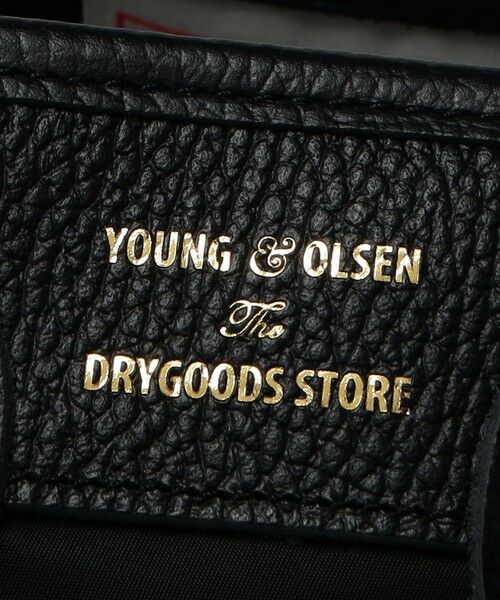 YOUNG & OLSEN
The
DRYGOODS STORE